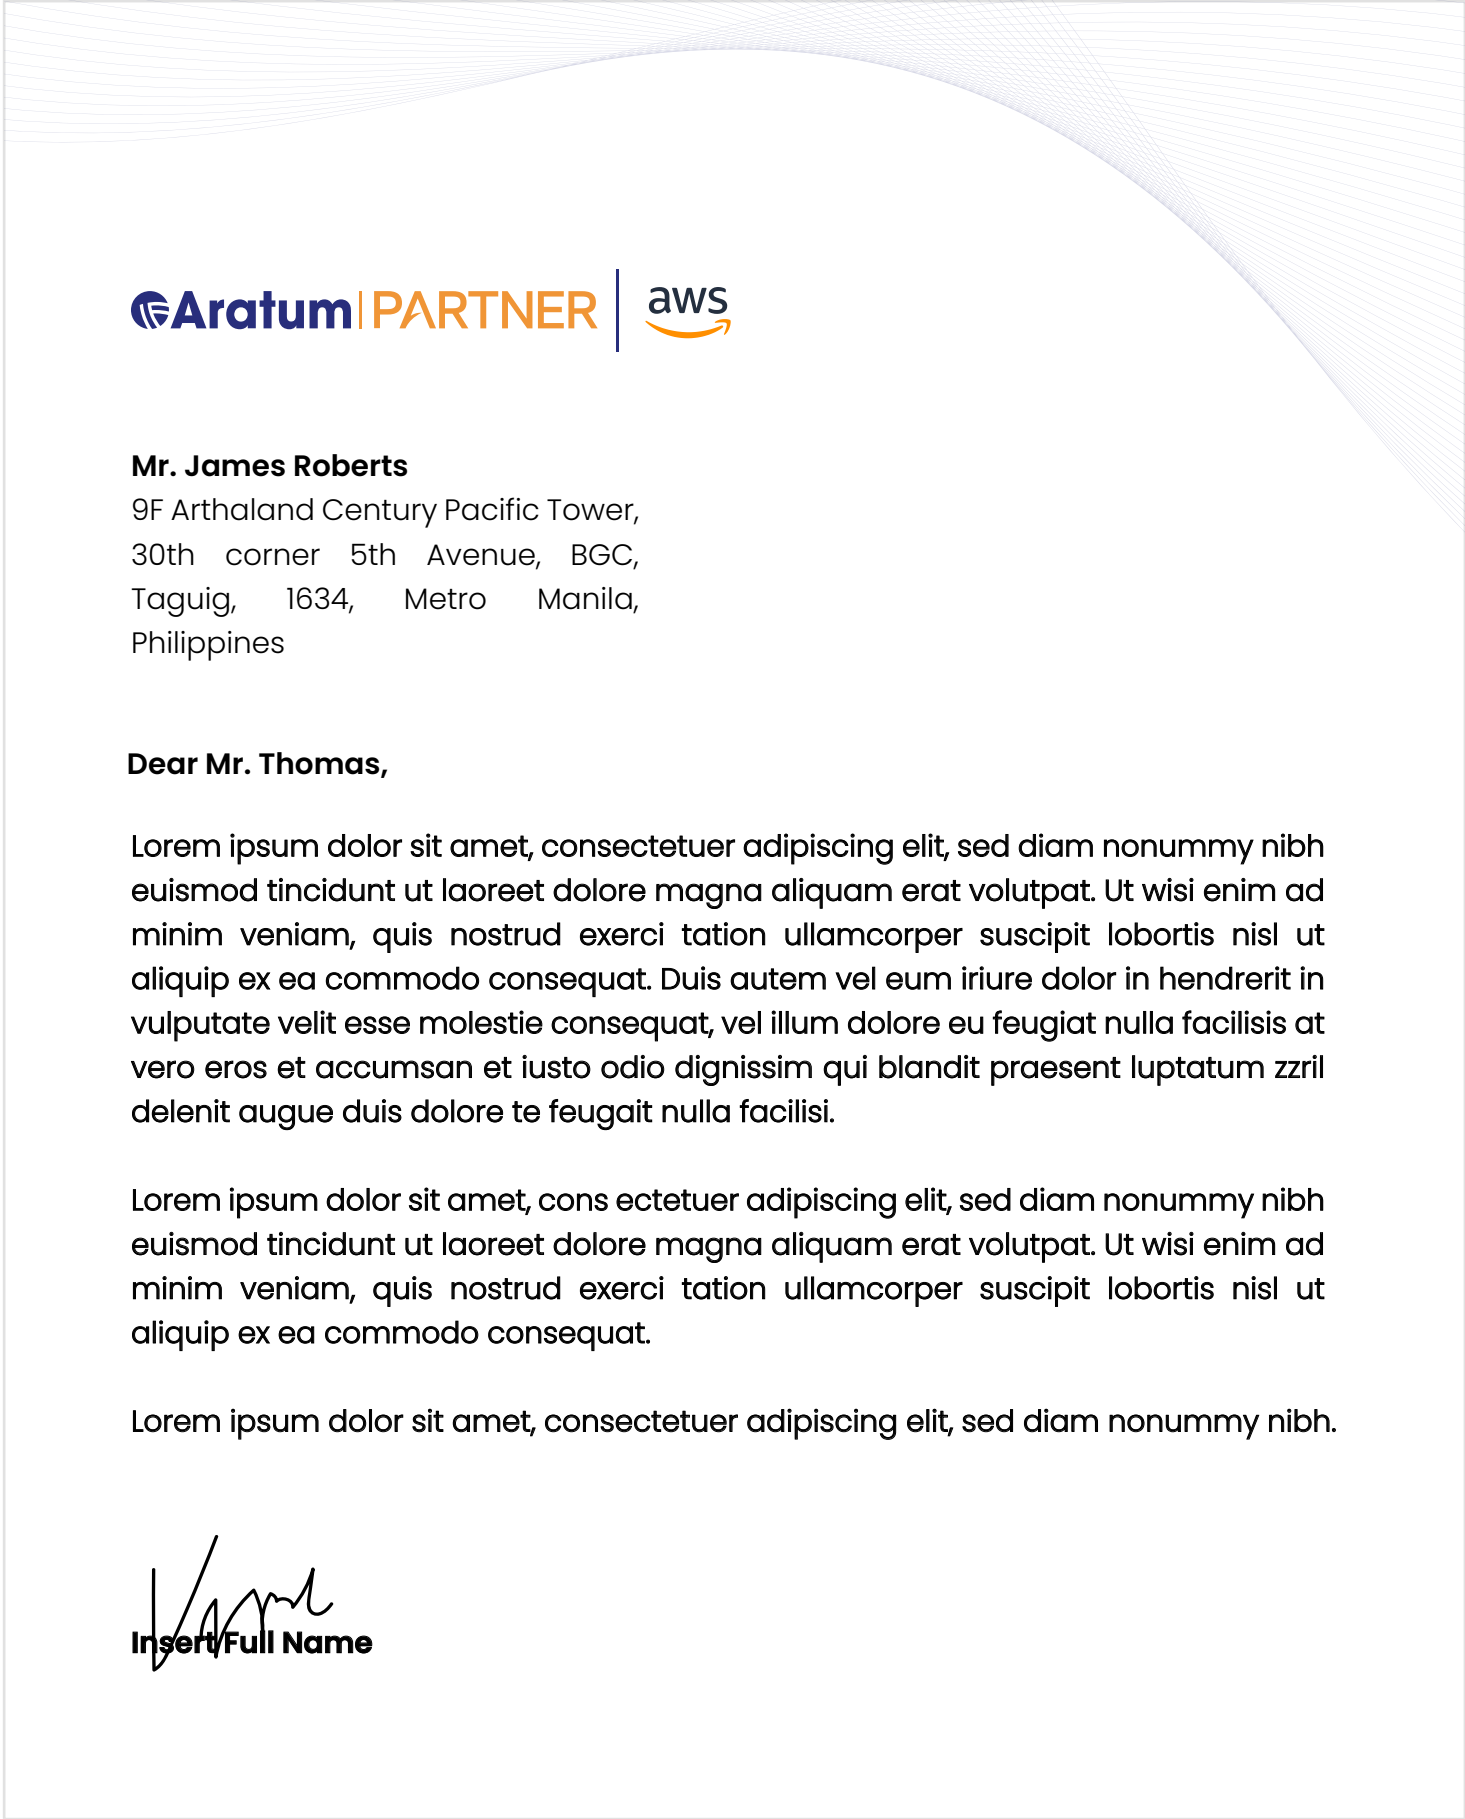 Aratum|PARTNER | aws
Mr. James Roberts
9F Arthaland Century Pacific Tower,
30th corner 5th Avenue, BGC,
Taguig, 1634, Metro Manila,
Philippines
Dear Mr. Thomas,
Lorem ipsum dolor sit amet, consectetuer adipiscing elit, sed diam nonummy nibh
euismod tincidunt ut laoreet dolore magna aliquam erat volutpat. Ut wisi enim ad
minim veniam, quis nostrud exerci tation ullamcorper suscipit lobortis nisl ut
aliquip ex ea commodo consequat. Duis autem vel eum iriure dolor in hendrerit in
vulputate velit esse molestie consequat, vel illum dolore eu feugiat nulla facilisis at
vero eros et accumsan et iusto odio dignissim qui blandit praesent luptatum zzril
delenit augue duis dolore te feugait nulla facilisi.
Lorem ipsum dolor sit amet, cons ectetuer adipiscing elit, sed diam nonummy nibh
euismod tincidunt ut laoreet dolore magna aliquam erat volutpat. Ut wisi enim ad
minim veniam, quis nostrud exerci tation ullamcorper suscipit lobortis nisl ut
aliquip ex ea commodo consequat.
Lorem ipsum dolor sit amet, consectetuer adipiscing elit, sed diam nonummy nibh.
Insert Full Name